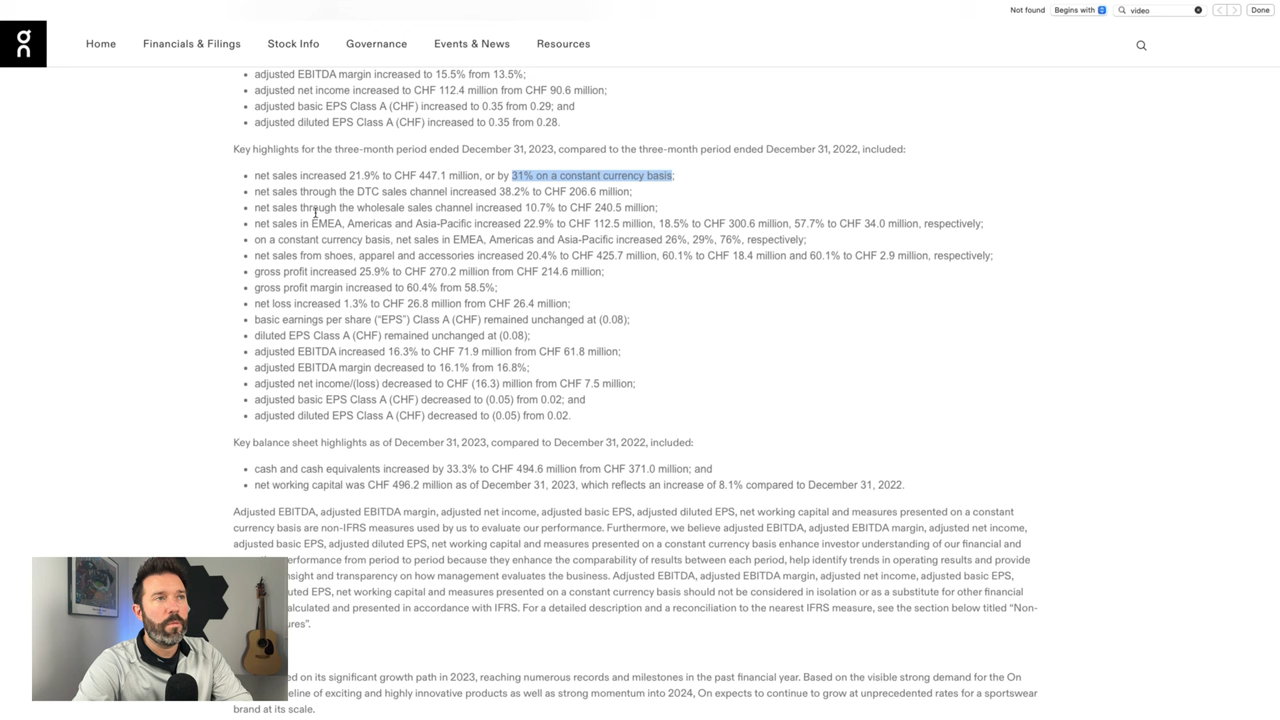 Not found Begins with video Done
on
Home Financials & Filings Stock Info Governance Events & News Resources
• adjusted EBITDA margin increased to 15.5% from 13.5%;
• adjusted net income increased to CHF 112.4 million from CHF 90.6 million;
• adjusted basic EPS Class A (CHF) increased to 0.35 from 0.29; and
• adjusted diluted EPS Class A (CHF) increased to 0.35 from 0.28.
Key highlights for the three-month period ended December 31, 2023, compared to the three-month period ended December 31, 2022, included:
• net sales increased 21.9% to CHF 447.1 million, or by 31% on a constant currency basis;
• net sales through the DTC sales channel increased 38.2% to CHF 206.6 million;
• net sales through the wholesale sales channel increased 10.7% to CHF 240.5 million;
• net sales in EMEA, Americas and Asia-Pacific increased 22.9% to CHF 112.5 million, 18.5% to CHF 300.6 million, 57.7% to CHF 34.0 million, respectively;
• on a constant currency basis, net sales in EMEA, Americas and Asia-Pacific increased 26%, 29%, 76%, respectively;
• net sales from shoes, apparel and accessories increased 20.4% to CHF 425.7 million, 60.1% to CHF 18.4 million and 60.1% to CHF 2.9 million, respectively;
• gross profit increased 25.9% to CHF 270.2 million from CHF 214.6 million;
• gross profit margin increased to 60.4% from 58.5%;
• net loss increased 1.3% to CHF 26.8 million from CHF 26.4 million;
• basic earnings per share (“EPS”) Class A (CHF) remained unchanged at (0.08);
• diluted EPS Class A (CHF) remained unchanged at (0.08);
• adjusted EBITDA increased 16.3% to CHF 71.9 million from CHF 61.8 million;
• adjusted EBITDA margin decreased to 16.1% from 16.8%;
• adjusted net income/(loss) decreased to CHF (16.3) million from CHF 7.5 million;
• adjusted basic EPS Class A (CHF) decreased to (0.05) from 0.02; and
• adjusted diluted EPS Class A (CHF) decreased to (0.05) from 0.02.
Key balance sheet highlights as of December 31, 2023, compared to December 31, 2022, included:
• cash and cash equivalents increased by 33.3% to CHF 494.6 million from CHF 371.0 million; and
• net working capital was CHF 496.2 million as of December 31, 2023, which reflects an increase of 8.1% compared to December 31, 2022.
Adjusted EBITDA, adjusted EBITDA margin, adjusted net income, adjusted basic EPS, adjusted diluted EPS, net working capital and measures presented on a constant
currency basis are non-IFRS measures used by us to evaluate our performance. Furthermore, we believe adjusted EBITDA, adjusted EBITDA margin, adjusted net income,
adjusted basic EPS, adjusted diluted EPS, net working capital and measures presented on a constant currency basis enhance investor understanding of our financial and
performance from period to period because they enhance the comparability of results between each period, help identify trends in operating results and provide
insight and transparency on how management evaluates the business. Adjusted EBITDA, adjusted EBITDA margin, adjusted net income, adjusted basic EPS,
uted EPS, net working capital and measures presented on a constant currency basis should not be considered in isolation or as a substitute for other financial
alculated and presented in accordance with IFRS. For a detailed description and a reconciliation to the nearest IFRS measure, see the section below titled “Non-
ures”.
ed on its significant growth path in 2023, reaching numerous records and milestones in the past financial year. Based on the visible strong demand for the On
eline of exciting and highly innovative products as well as strong momentum into 2024, On expects to continue to grow at unprecedented rates for a sportswear
brand at its scale.